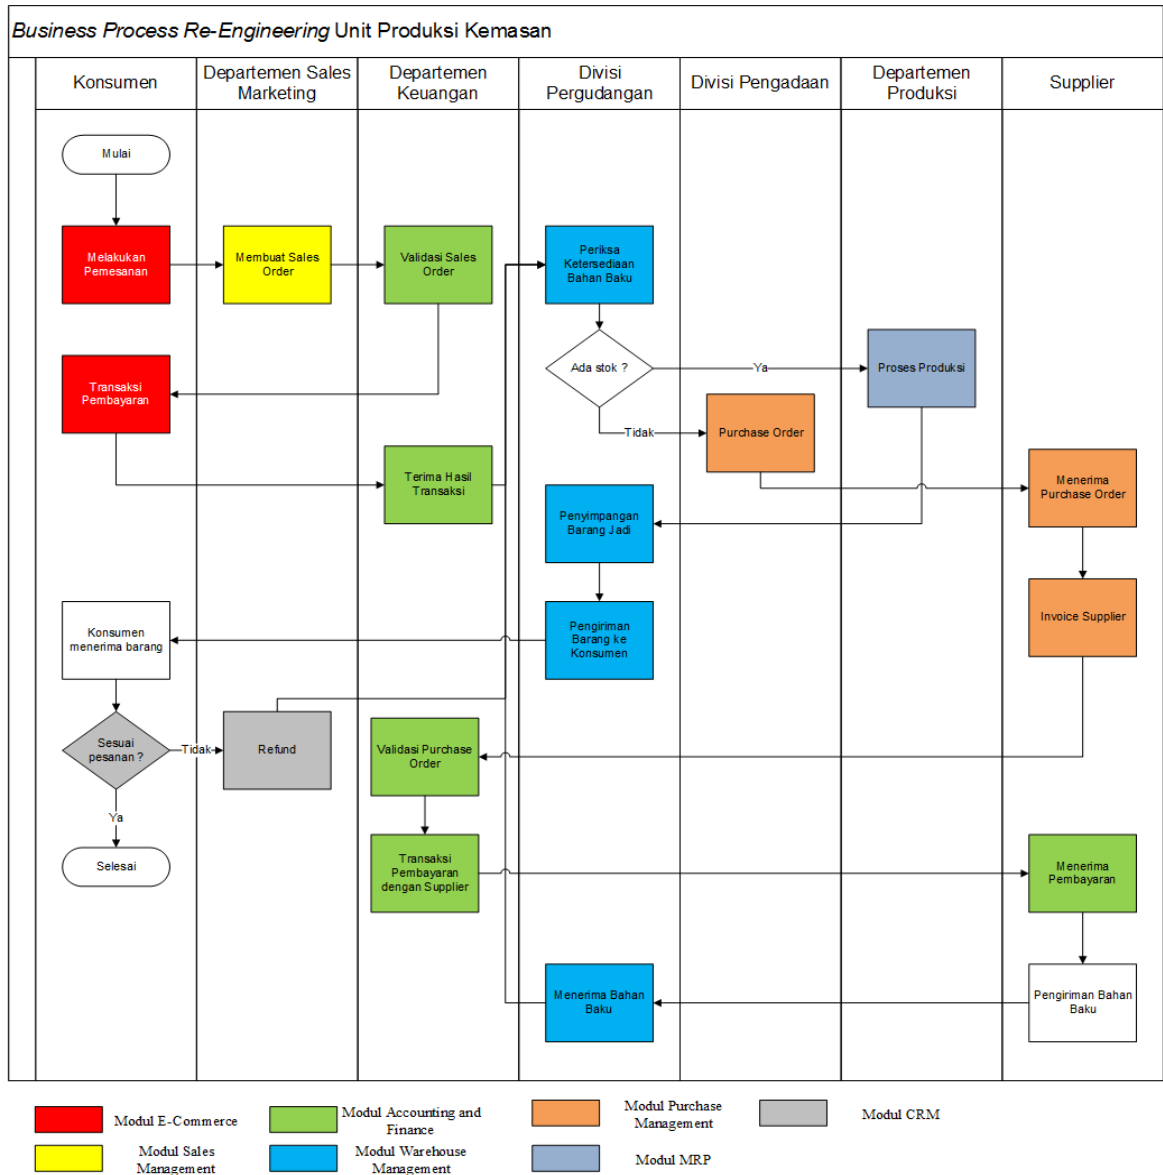 Business Process Re-Engineering Unit Produksi Kemasan
Konsumen
Departemen Sales
Marketing
Departemen
Keuangan
Divisi
Pergudangan
Divisi Pengadaan
Departemen
Produksi
Supplier
Mulai
Melakukan
Pemesanan
Membuat Sales
Order
Validasi Sales
Order
Periksa
Ketersediaan
Bahan Baku
Transaksi
Pembayaran
Ada stok ?
Ya
Proses Produksi
Tidak
Purchase Order
Terima Hasil
Transaksi
Menerima
Purchase Order
Penyimpangan
Barang Jadi
Konsumen
menerima barang
Pengiriman
Barang ke
Konsumen
Invoice Supplier
Sesuai
pesanan ?
Tidak
Refund
Validasi Purchase
Order
Ya
Selesai
Transaksi
Pembayaran
dengan Supplier
Menerima
Pembayaran
Menerima Bahan
Baku
Pengiriman Bahan
Baku
Modul E-Commerce
Modul Accounting and
Finance
Modul Purchase
Management
Modul CRM
Modul Sales
Management
Modul Warehouse
Management
Modul MRP